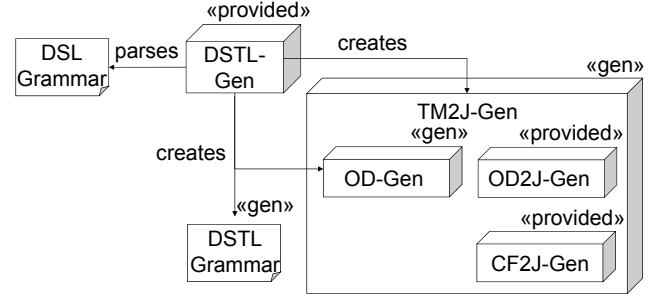 «provided»
DSL
Grammar
parses
DSTL-
Gen
creates
«gen»
TM2J-Gen
«gen»
OD-Gen
«provided»
OD2J-Gen
creates
«gen»
DSTL
Grammar
«provided»
CF2J-Gen